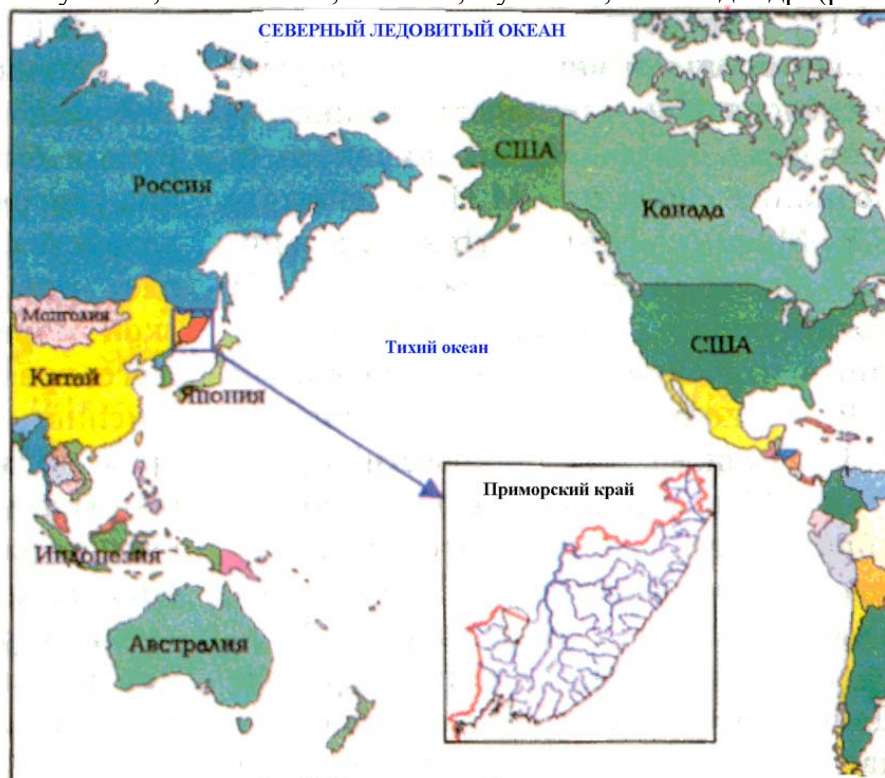 СЕВЕРНЫЙ ЛЕДОВИТЫЙ ОКЕАН
США
Россия
Канада
Монголия
США
Тихий океан
Китай
Япония
Приморский край
Индонезия
Австралия